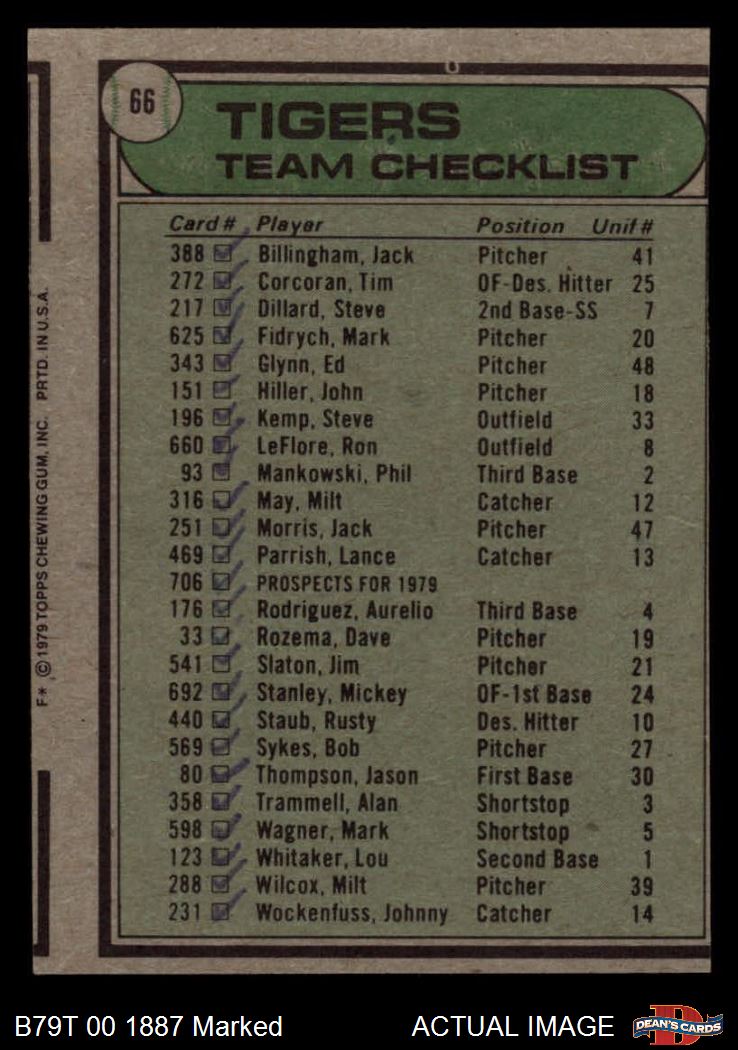 66
TIGERS
TEAM CHECKLIST
Card # Player Position Unif #
388 Billingham, Jack Pitcher 41
272 Corcoran, Tim OF-Des. Hitter 25
217 Dillard, Steve 2nd Base-SS 7
625 Fidrych, Mark Pitcher 20
343 Glynn, Ed Pitcher 48
151 Hiller, John Pitcher 18
196 Kemp, Steve Outfield 33
660 LeFlore, Ron Outfield 8
93 Mankowski, Phil Third Base 2
316 May, Milt Catcher 12
251 Morris, Jack Pitcher 47
469 Parrish, Lance Catcher 13
706 PROSPECTS FOR 1979
176 Rodriguez, Aurelio Third Base 4
33 Rozema, Dave Pitcher 19
541 Slaton, Jim Pitcher 21
692 Stanley, Mickey OF-1st Base 24
440 Staub, Rusty Des. Hitter 10
569 Sykes, Bob Pitcher 27
80 Thompson, Jason First Base 30
358 Trammell, Alan Shortstop 3
598 Wagner, Mark Shortstop 5
123 Whitaker, Lou Second Base 1
288 Wilcox, Milt Pitcher 39
231 Wockenfuss, Johnny Catcher 14
F* © 1979 TOPPS CHEWING GUM, INC. PRTD. IN U.S.A.
B79T 00 1887 Marked ACTUAL IMAGE
DEAN'S CARDS